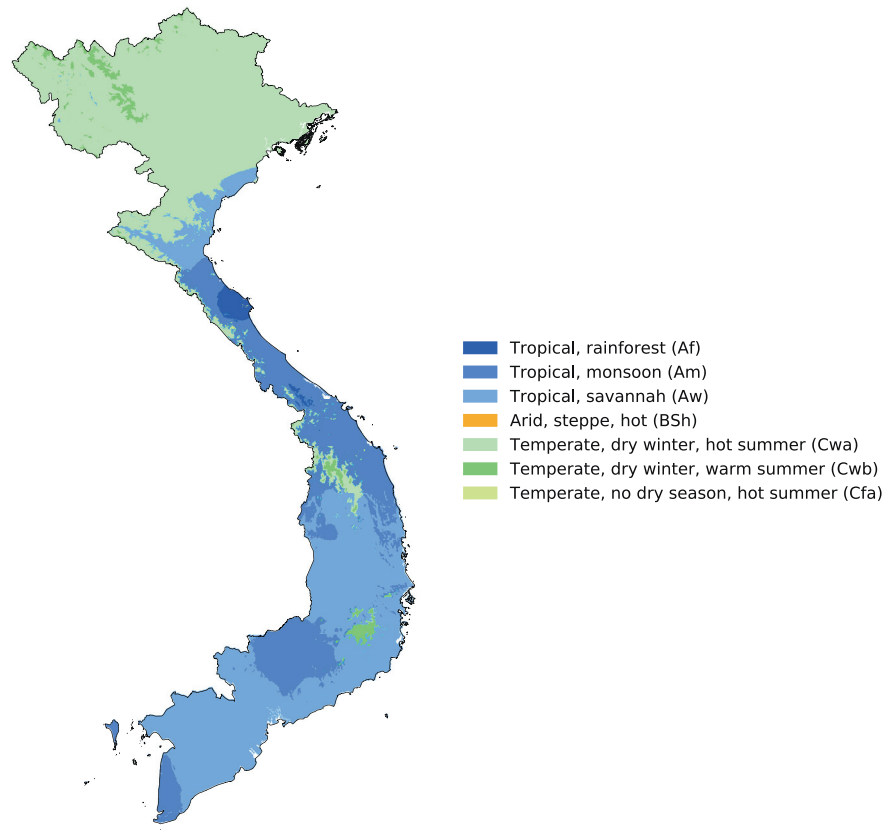 Tropical, rainforest (Af)
Tropical, monsoon (Am)
Tropical, savannah (Aw)
Arid, steppe, hot (BSh)
Temperate, dry winter, hot summer (Cwa)
Temperate, dry winter, warm summer (Cwb)
Temperate, no dry season, hot summer (Cfa)